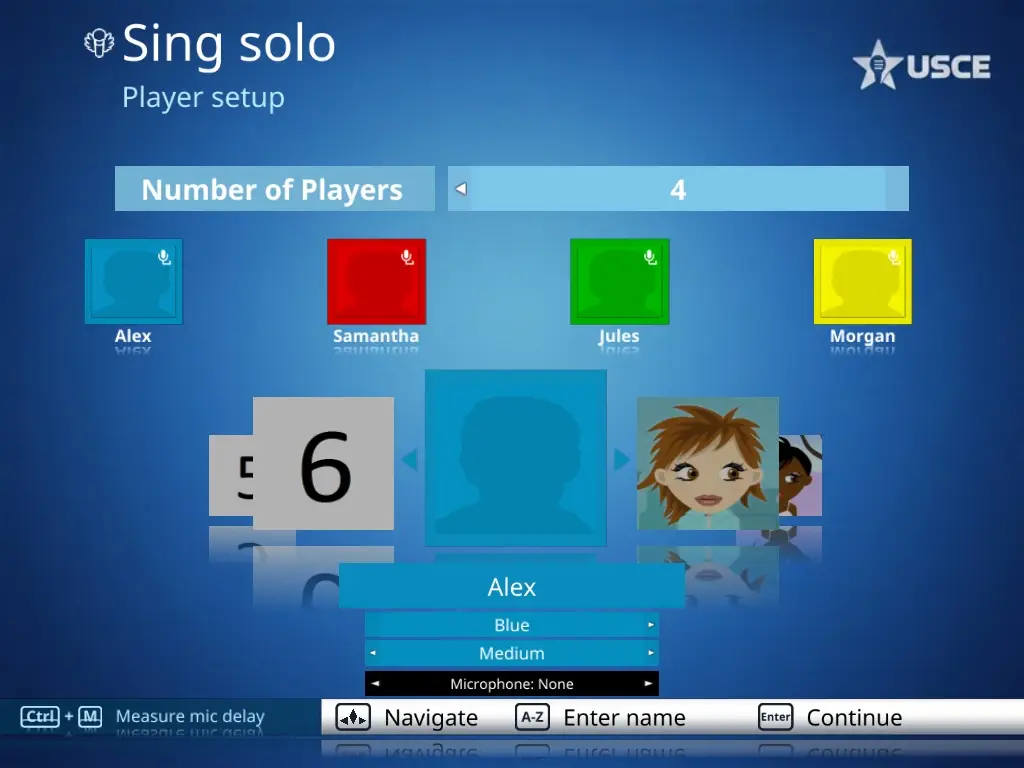 Sing solo
USCE
Player setup
Number of Players
4
Alex
Samantha
Jules
Morgan
5
6
Alex
Blue
Medium
Microphone: None
Ctrl + M Measure mic delay
Navigate
A-Z Enter name
Enter Continue